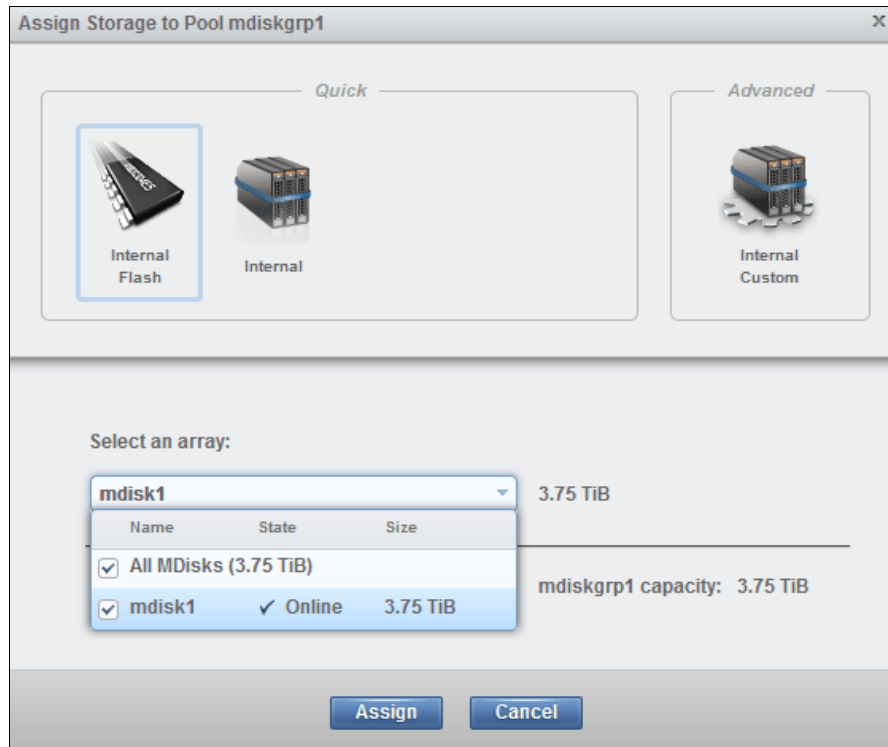 Assign Storage to Pool mdiskgrp1 x
Quick
Advanced
Internal
Flash
Internal
Internal
Custom
Select an array:
mdisk1 3.75 TiB
Name State Size
All MDisks (3.75 TiB)
mdisk1 ✓ Online 3.75 TiB
mdiskgrp1 capacity: 3.75 TiB
Assign Cancel